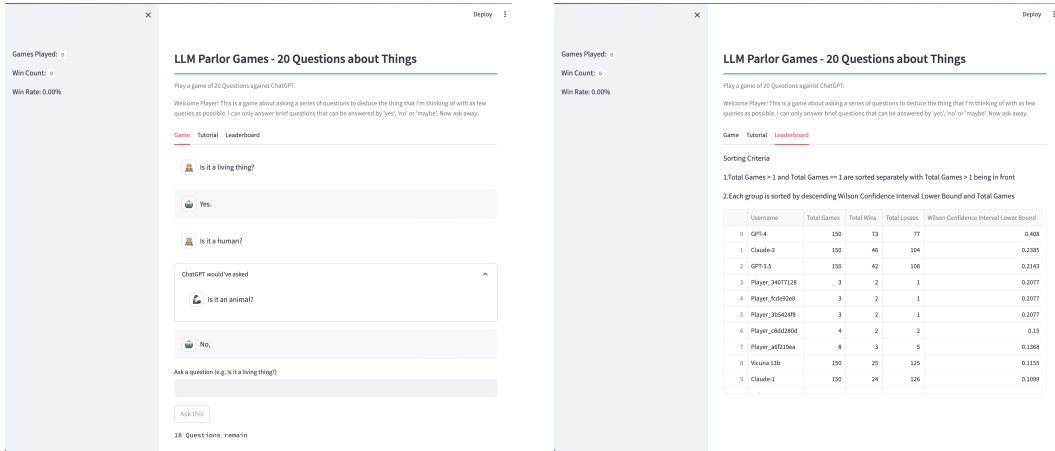 Deploy
Games Played: 0
Win Count: 0
Win Rate: 0.00%
LLM Parlor Games - 20 Questions about Things
Play a game of 20 Questions against ChatGPT.
Welcome Player! This is a game about asking a series of questions to deduce the thing that I'm thinking of with as few
queries as possible. I can only answer brief questions that can be answered by 'yes', 'no' or 'maybe'. Now ask away.
Game Tutorial Leaderboard
Is it a living thing?
Yes.
Is it a human?
ChatGPT would've asked
Is it an animal?
No.
Ask a question (e.g. Is it a living thing?)
Ask this
18 Questions remain
Deploy
Games Played: 0
Win Count: 0
Win Rate: 0.00%
LLM Parlor Games - 20 Questions about Things
Play a game of 20 Questions against ChatGPT.
Welcome Player! This is a game about asking a series of questions to deduce the thing that I'm thinking of with as few
queries as possible. I can only answer brief questions that can be answered by 'yes', 'no' or 'maybe'. Now ask away.
Game Tutorial Leaderboard
Sorting Criteria
1.Total Games > 1 and Total Games == 1 are sorted separately with Total Games > 1 being in front
2.Each group is sorted by descending Wilson Confidence Interval Lower Bound and Total Games
Username Total Games Total Wins Total Losses Wilson Confidence Interval Lower Bound
0 GPT-4 150 73 77 0.408
1 Claude-2 150 46 104 0.2385
2 GPT-3.5 150 42 108 0.2143
3 Player_34077128 3 2 1 0.2077
4 Player_fcde92e8 3 2 1 0.2077
5 Player_3b5424f8 3 2 1 0.2077
6 Player_c8dd280d 4 2 2 0.15
7 Player_a6f219ea 8 3 5 0.1368
8 Vicuna 13b 150 25 125 0.1155
9 Claude-1 150 24 126 0.1099